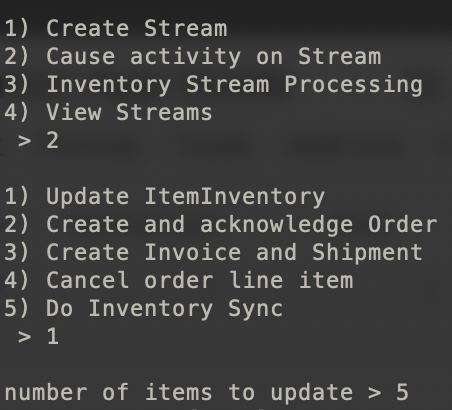 1) Create Stream
2) Cause activity on Stream
3) Inventory Stream Processing
4) View Streams
 > 2

1) Update ItemInventory
2) Create and acknowledge Order
3) Create Invoice and Shipment
4) Cancel order line item
5) Do Inventory Sync
 > 1

number of items to update > 5